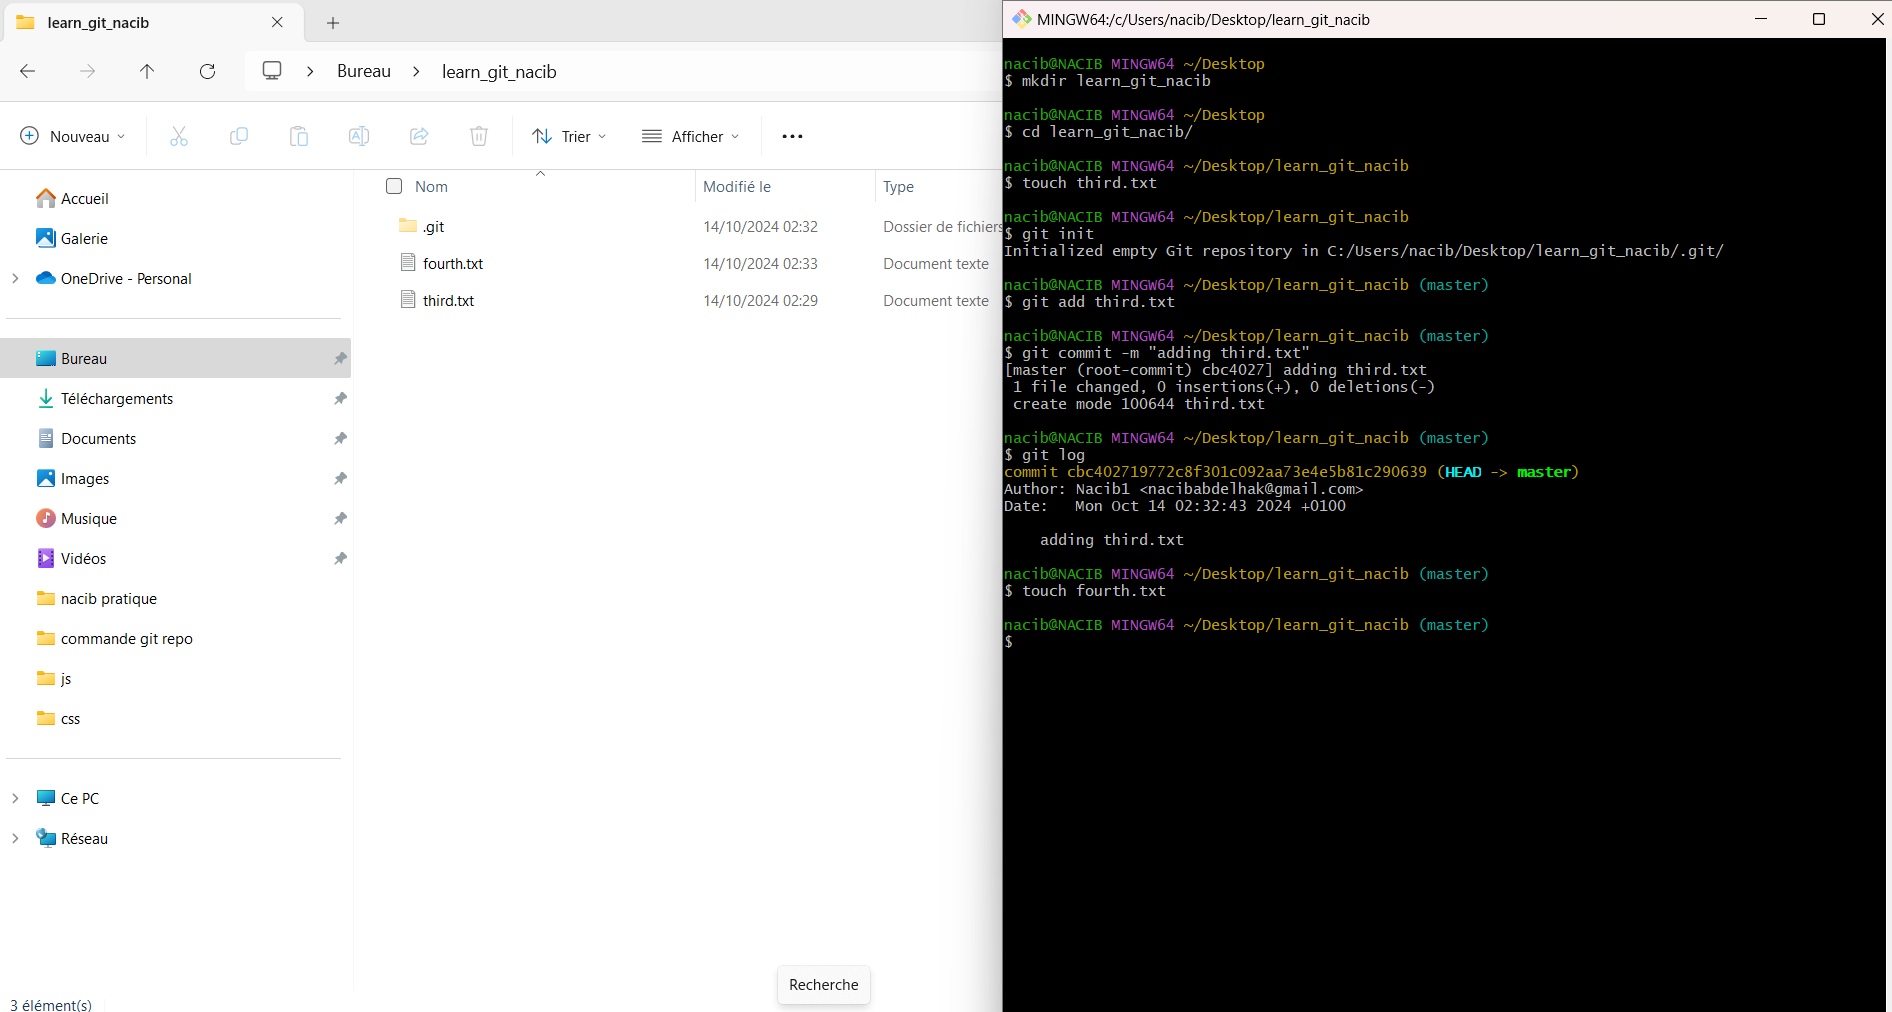 learn_git_nacib
Bureau > learn_git_nacib
Nouveau
Trier
Afficher
Accueil
Galerie
OneDrive - Personal
Bureau
Téléchargements
Documents
Images
Musique
Vidéos
nacib pratique
commande git repo
js
css
Ce PC
Réseau
3 élément(s)
Nom Modifié le Type
.git 14/10/2024 02:32 Dossier de fichiers
fourth.txt 14/10/2024 02:33 Document texte
third.txt 14/10/2024 02:29 Document texte
Recherche
MINGW64:/c/Users/nacib/Desktop/learn_git_nacib
nacib@NACIB MINGW64 ~/Desktop
$ mkdir learn_git_nacib
nacib@NACIB MINGW64 ~/Desktop
$ cd learn_git_nacib/
nacib@NACIB MINGW64 ~/Desktop/learn_git_nacib
$ touch third.txt
nacib@NACIB MINGW64 ~/Desktop/learn_git_nacib
$ git init
Initialized empty Git repository in C:/Users/nacib/Desktop/learn_git_nacib/.git/
nacib@NACIB MINGW64 ~/Desktop/learn_git_nacib (master)
$ git add third.txt
nacib@NACIB MINGW64 ~/Desktop/learn_git_nacib (master)
$ git commit -m "adding third.txt"
[master (root-commit) cbc4027] adding third.txt
1 file changed, 0 insertions(+), 0 deletions(-)
create mode 100644 third.txt
nacib@NACIB MINGW64 ~/Desktop/learn_git_nacib (master)
$ git log
commit cbc402719772c8f301c092aa73e4e5b81c290639 (HEAD -> master)
Author: Nacib1 <nacibabdelhak@gmail.com>
Date:   Mon Oct 14 02:32:43 2024 +0100
adding third.txt
nacib@NACIB MINGW64 ~/Desktop/learn_git_nacib (master)
$ touch fourth.txt
nacib@NACIB MINGW64 ~/Desktop/learn_git_nacib (master)
$